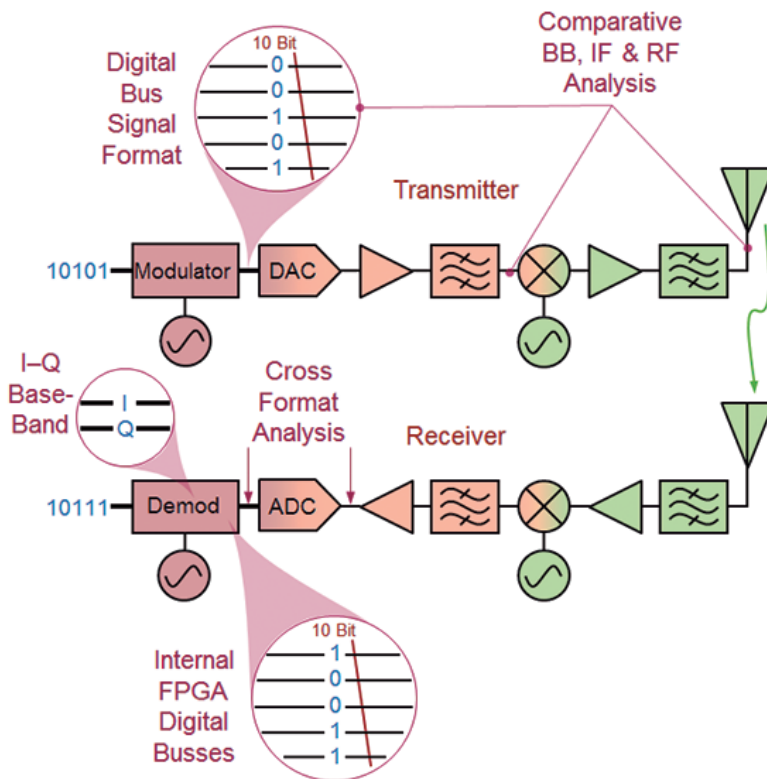 Comparative
BB, IF & RF
Analysis
Digital
Bus
Signal
Format
10 Bit
0
0
1
0
1
Transmitter
10101
Modulator
DAC
I–Q
Base-
Band
I
Q
Cross
Format
Analysis
Receiver
10111
Demod
ADC
Internal
FPGA
Digital
Busses
10 Bit
1
0
0
1
1